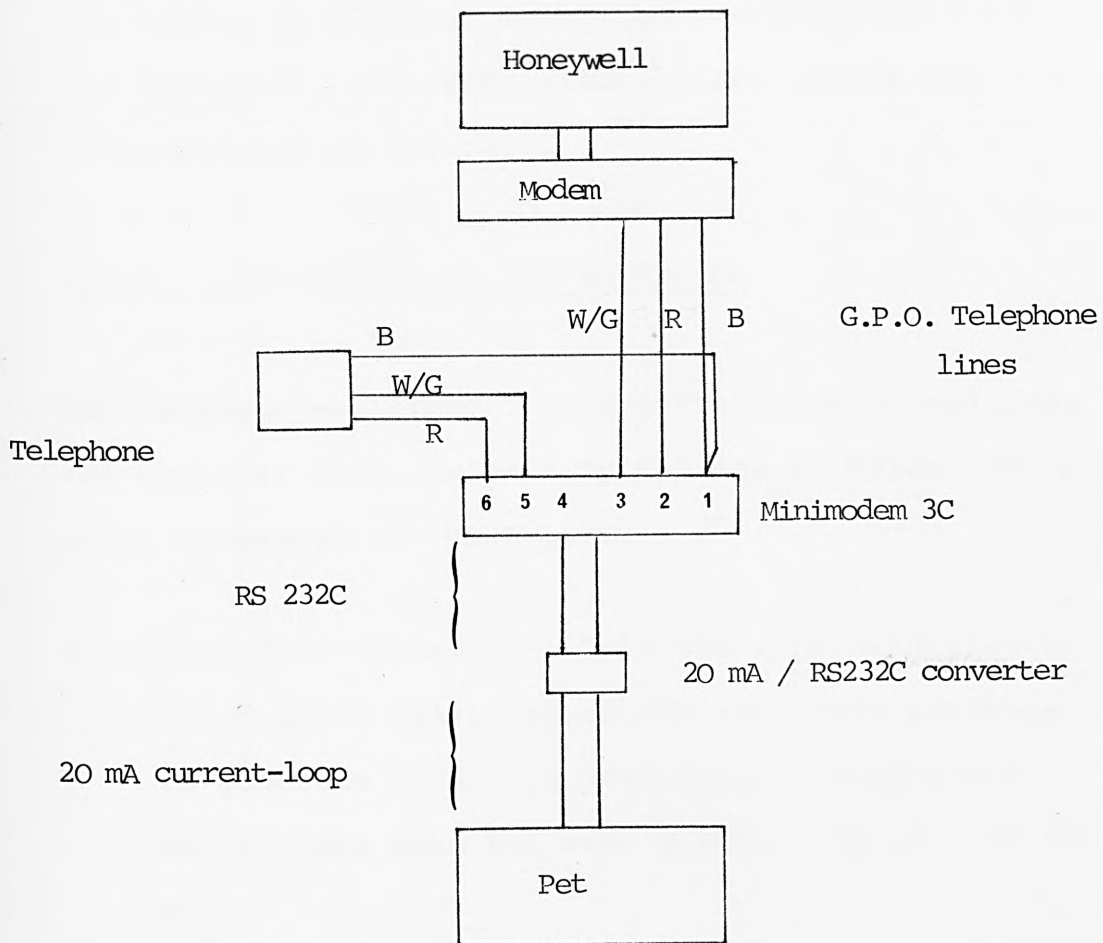 Honeywell
Modem
W/G R B
G.P.O. Telephone
lines
B
W/G
R
Telephone
6 5 4 3 2 1
Minimodem 3C
RS 232C
20 mA / RS232C converter
20 mA current-loop
Pet